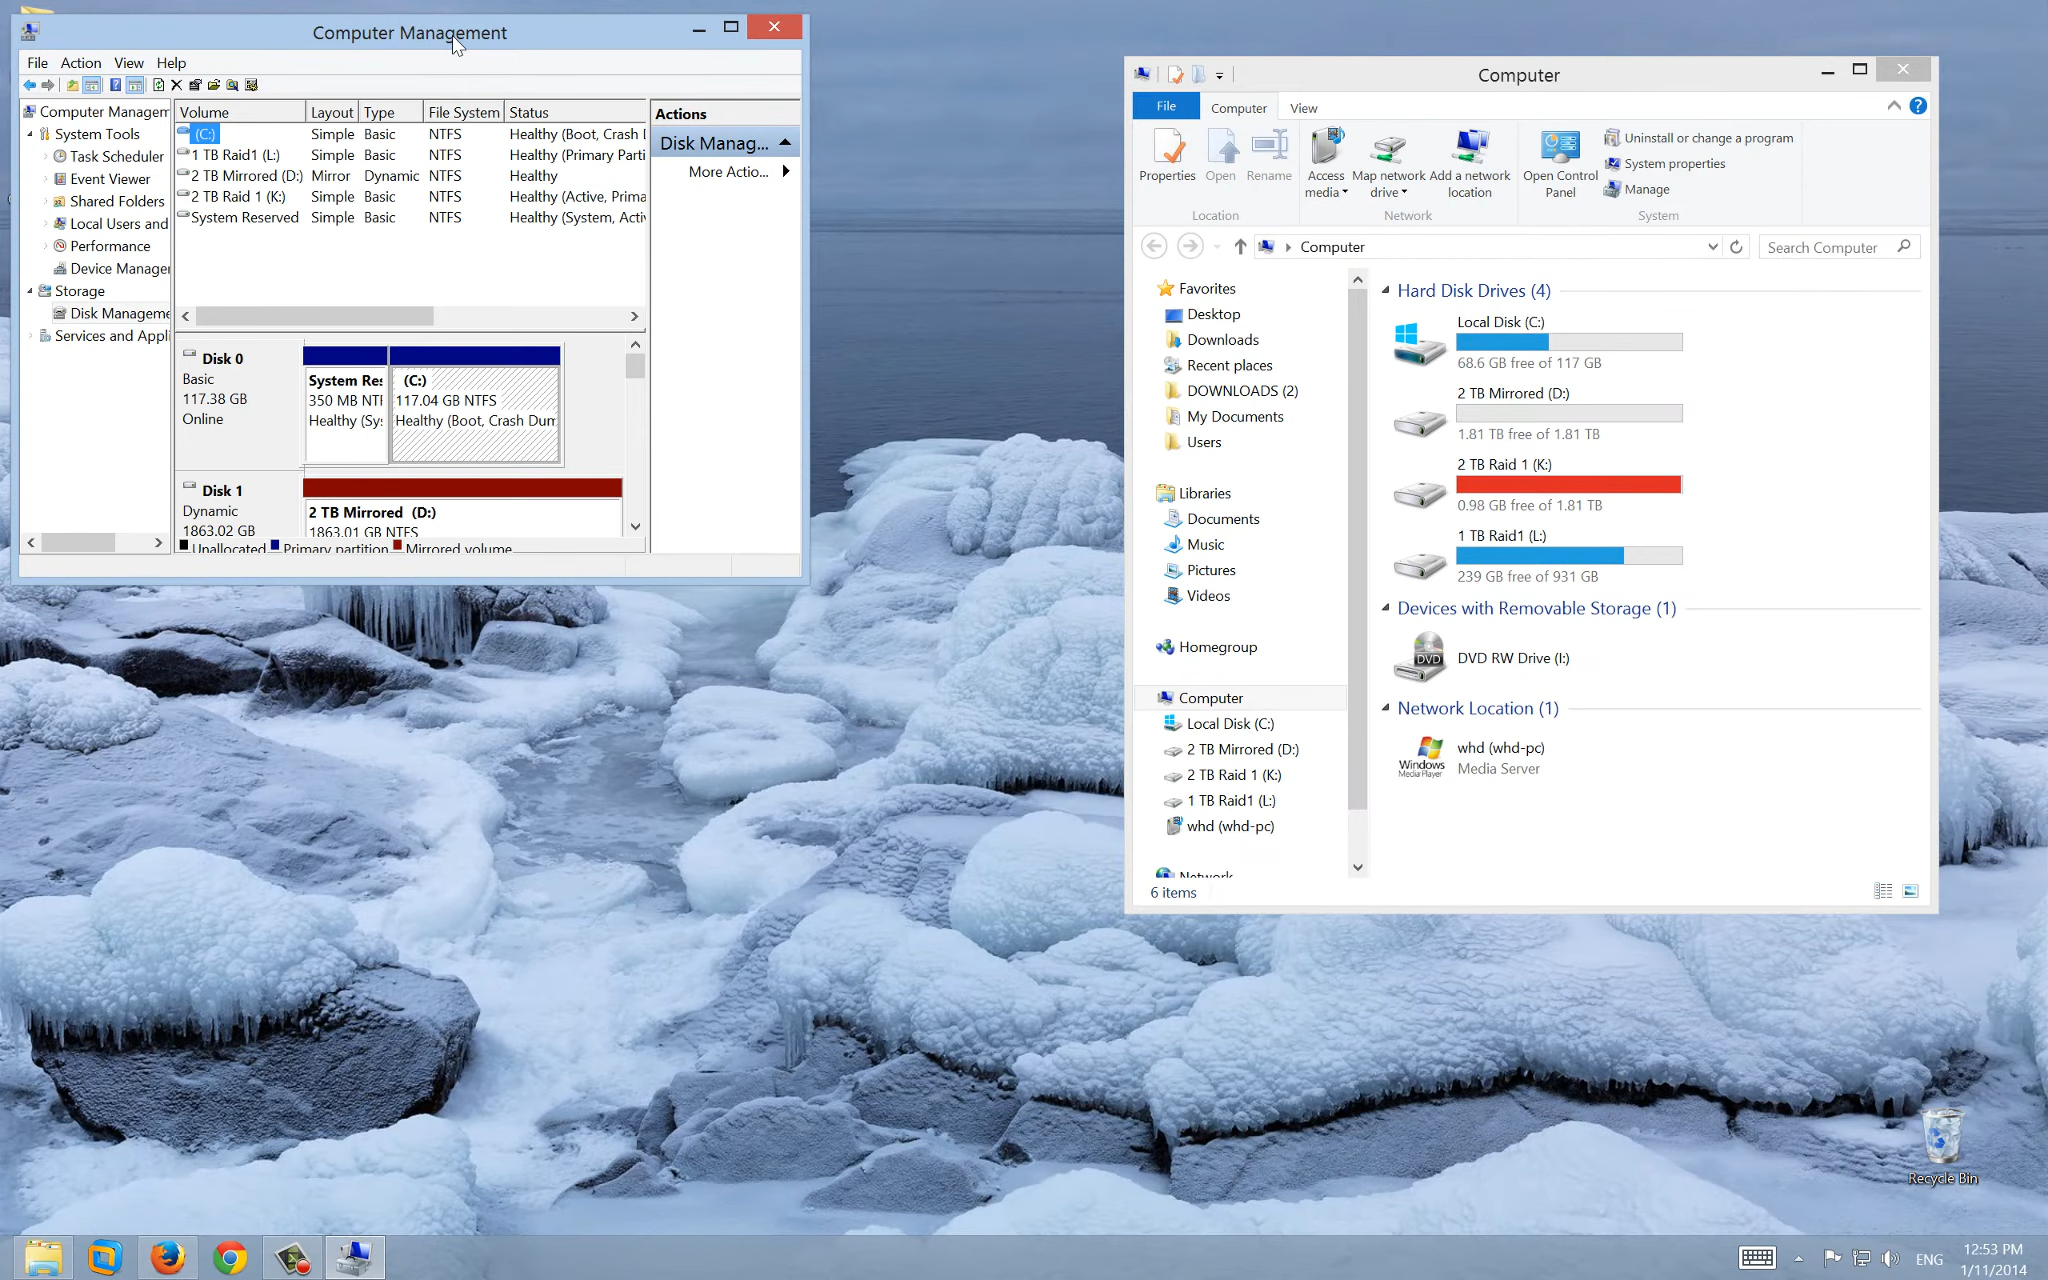 Computer Management
File Action View Help
Computer Managem
System Tools
Task Scheduler
Event Viewer
Shared Folders
Local Users and
Performance
Device Manager
Storage
Disk Manageme
Services and Appli
Volume Layout Type File System Status
(C:) Simple Basic NTFS Healthy (Boot, Crash
1 TB Raid1 (L:) Simple Basic NTFS Healthy (Primary Parti
2 TB Mirrored (D:) Mirror Dynamic NTFS Healthy
2 TB Raid 1 (K:) Simple Basic NTFS Healthy (Active, Prima
System Reserved Simple Basic NTFS Healthy (System, Activ
Disk 0
Basic
117.38 GB
Online
System Res
350 MB NTF
Healthy (Sys
(C:)
117.04 GB NTFS
Healthy (Boot, Crash Dum
Disk 1
Dynamic
1863.02 GB
2 TB Mirrored (D:)
1863.01 GB NTFS
Unallocated Primary partition Mirrored volume
Actions
Disk Manag...
More Actio...
Computer
File Computer View
Properties
Open
Rename
Location
Access media
Map network drive
Add a network location
Network
Open Control Panel
Uninstall or change a program
System properties
Manage
System
Computer
Search Computer
Favorites
Desktop
Downloads
Recent places
DOWNLOADS (2)
My Documents
Users
Libraries
Documents
Music
Pictures
Videos
Homegroup
Computer
Local Disk (C:)
2 TB Mirrored (D:)
2 TB Raid 1 (K:)
1 TB Raid1 (L:)
whd (whd-pc)
Network
Hard Disk Drives (4)
Local Disk (C:)
68.6 GB free of 117 GB
2 TB Mirrored (D:)
1.81 TB free of 1.81 TB
2 TB Raid 1 (K:)
0.98 GB free of 1.81 TB
1 TB Raid1 (L:)
239 GB free of 931 GB
Devices with Removable Storage (1)
DVD
DVD RW Drive (I:)
Network Location (1)
Windows
Media Player
whd (whd-pc)
Media Server
6 items
Recycle Bin
ENG
12:53 PM
1/11/2014